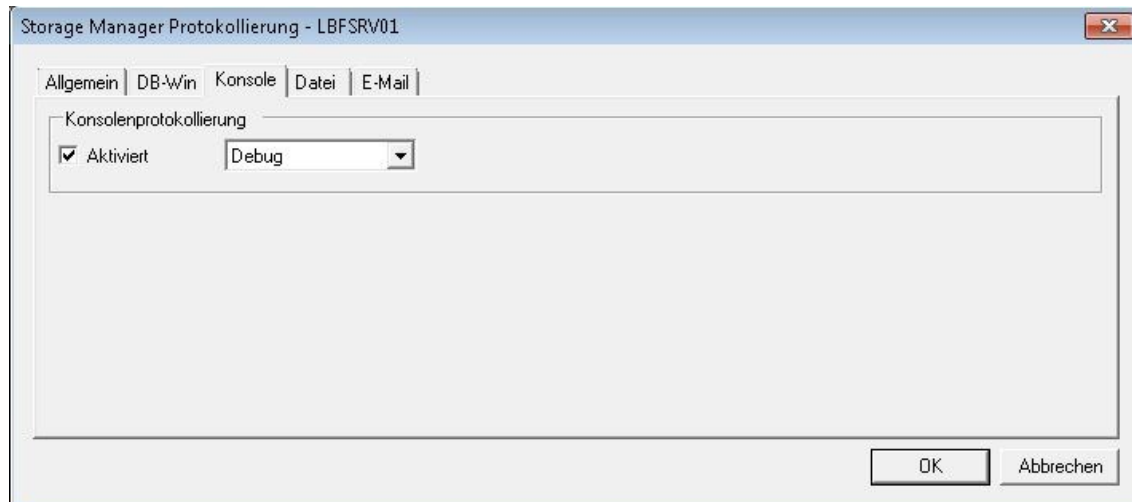 Storage Manager Protokollierung - LBFSRV01
Allgemein DB-Win Konsole Datei E-Mail
Konsolenprotokollierung
Aktiviert Debug
OK Abbrechen